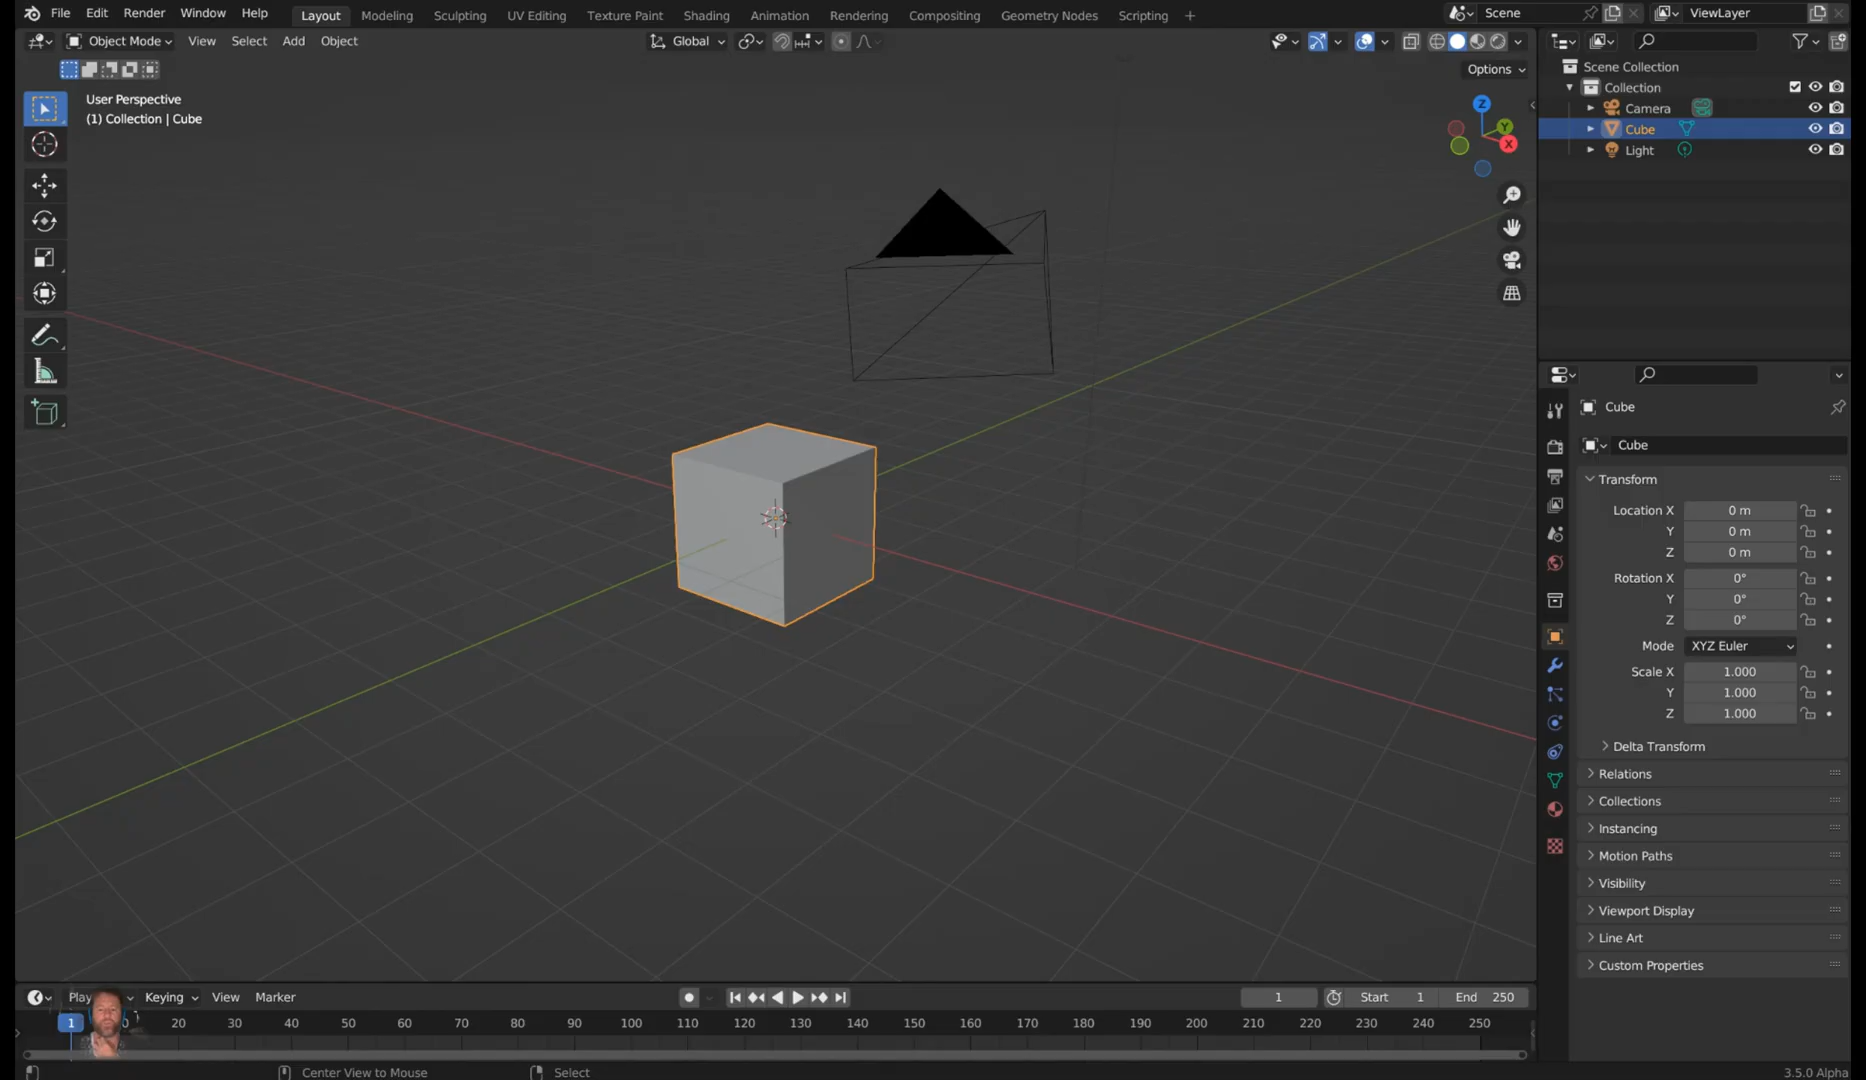 File Edit Render Window Help Layout Modeling Sculpting UV Editing Texture Paint Shading Animation Rendering Compositing Geometry Nodes Scripting + Scene ViewLayer
Object Mode View Select Add Object Global
Options
User Perspective
(1) Collection | Cube
Z
Y
X
Scene Collection
Collection
Camera
Cube
Light
Cube
Cube
Transform
Location X 0 m
Y 0 m
Z 0 m
Rotation X 0°
Y 0°
Z 0°
Mode XYZ Euler
Scale X 1.000
Y 1.000
Z 1.000
Delta Transform
Relations
Collections
Instancing
Motion Paths
Visibility
Viewport Display
Line Art
Custom Properties
Play Keying View Marker 1 Start 1 End 250
1 20 30 40 50 60 70 80 90 100 110 120 130 140 150 160 170 180 190 200 210 220 230 240 250
Center View to Mouse Select 3.5.0 Alpha